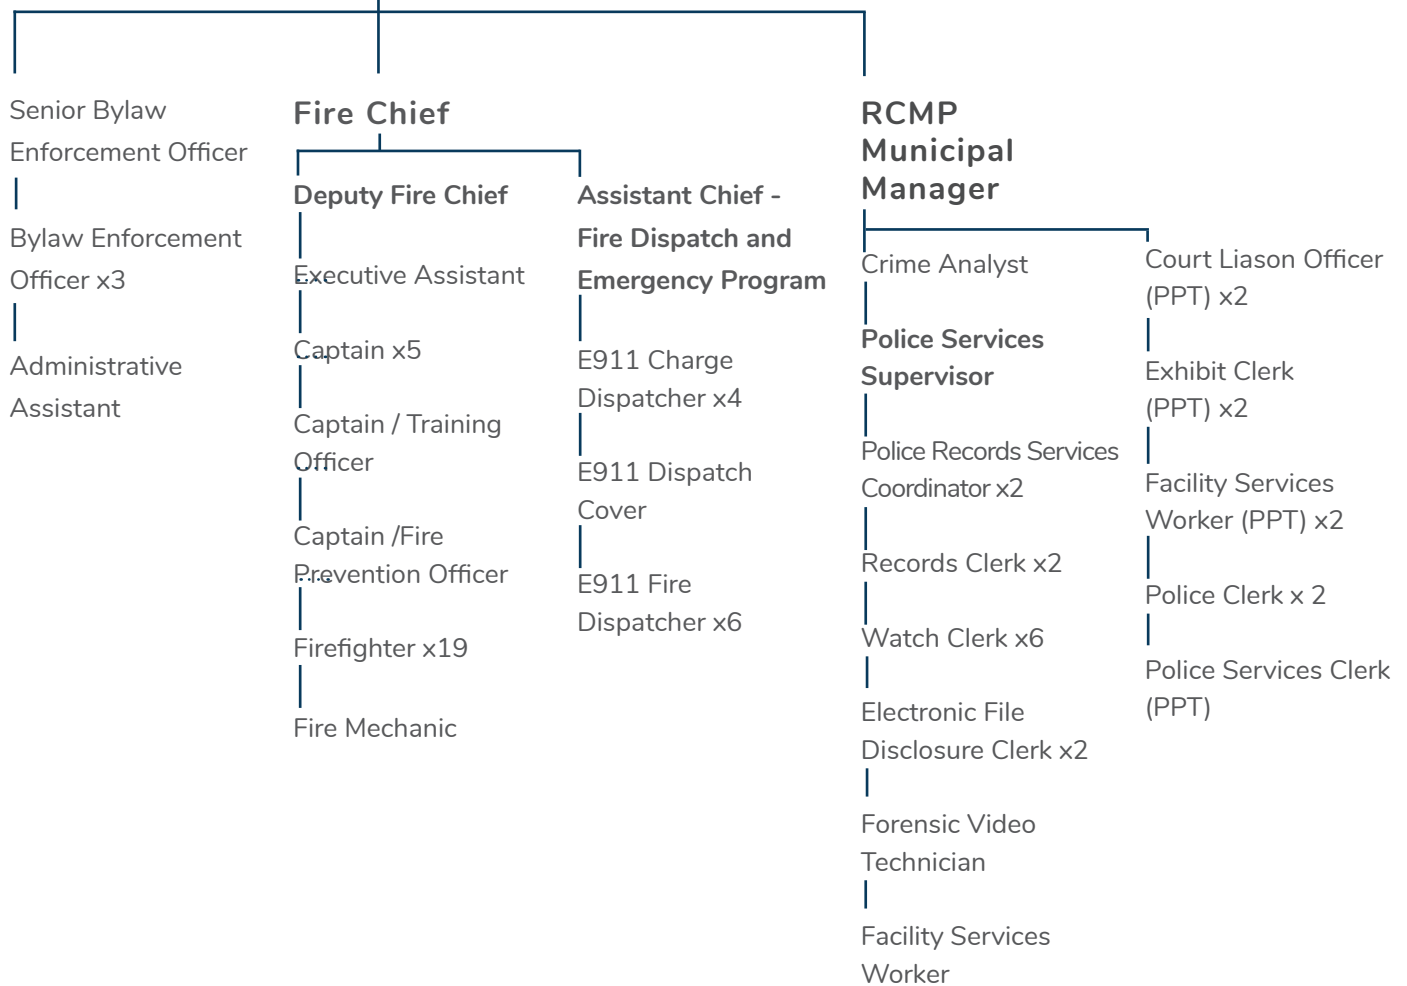 Senior Bylaw
Enforcement Officer
Bylaw Enforcement
Officer x3
Administrative
Assistant
Fire Chief
Deputy Fire Chief
Executive Assistant
Captain x5
Captain / Training
Officer
Captain /Fire
Prevention Officer
Firefighter x19
Fire Mechanic
Assistant Chief -
Fire Dispatch and
Emergency Program
E911 Charge
Dispatcher x4
E911 Dispatch
Cover
E911 Fire
Dispatcher x6
RCMP
Municipal
Manager
Crime Analyst
Police Services
Supervisor
Police Records Services
Coordinator x2
Records Clerk x2
Watch Clerk x6
Electronic File
Disclosure Clerk x2
Forensic Video
Technician
Facility Services
Worker
Court Liason Officer
(PPT) x2
Exhibit Clerk
(PPT) x2
Facility Services
Worker (PPT) x2
Police Clerk x 2
Police Services Clerk
(PPT)